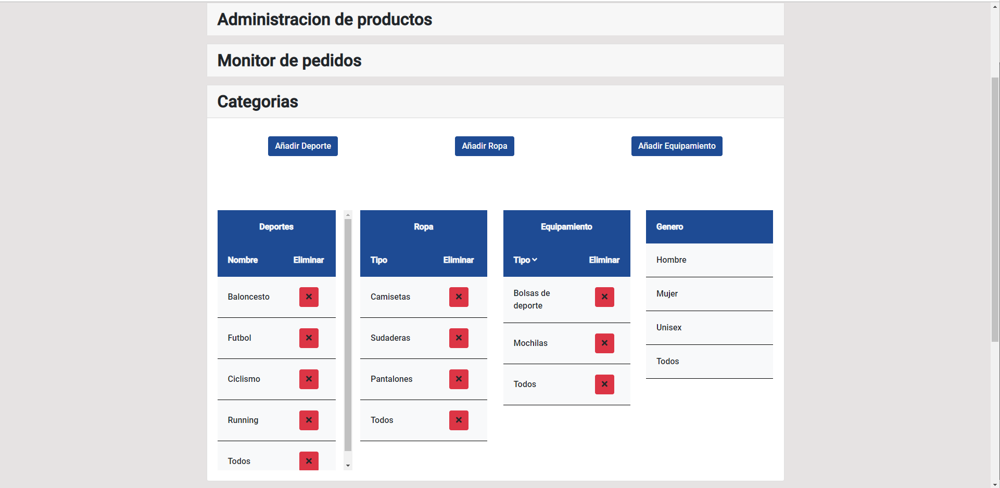 Administracion de productos
Monitor de pedidos
Categorias
Añadir Deporte
Añadir Ropa
Añadir Equipamiento
Deportes
Nombre Eliminar
Baloncesto
Futbol
Ciclismo
Running
Todos
Ropa
Tipo Eliminar
Camisetas
Sudaderas
Pantalones
Todos
Equipamiento
Tipo Eliminar
Bolsas de
deporte
Mochilas
Todos
Genero
Hombre
Mujer
Unisex
Todos